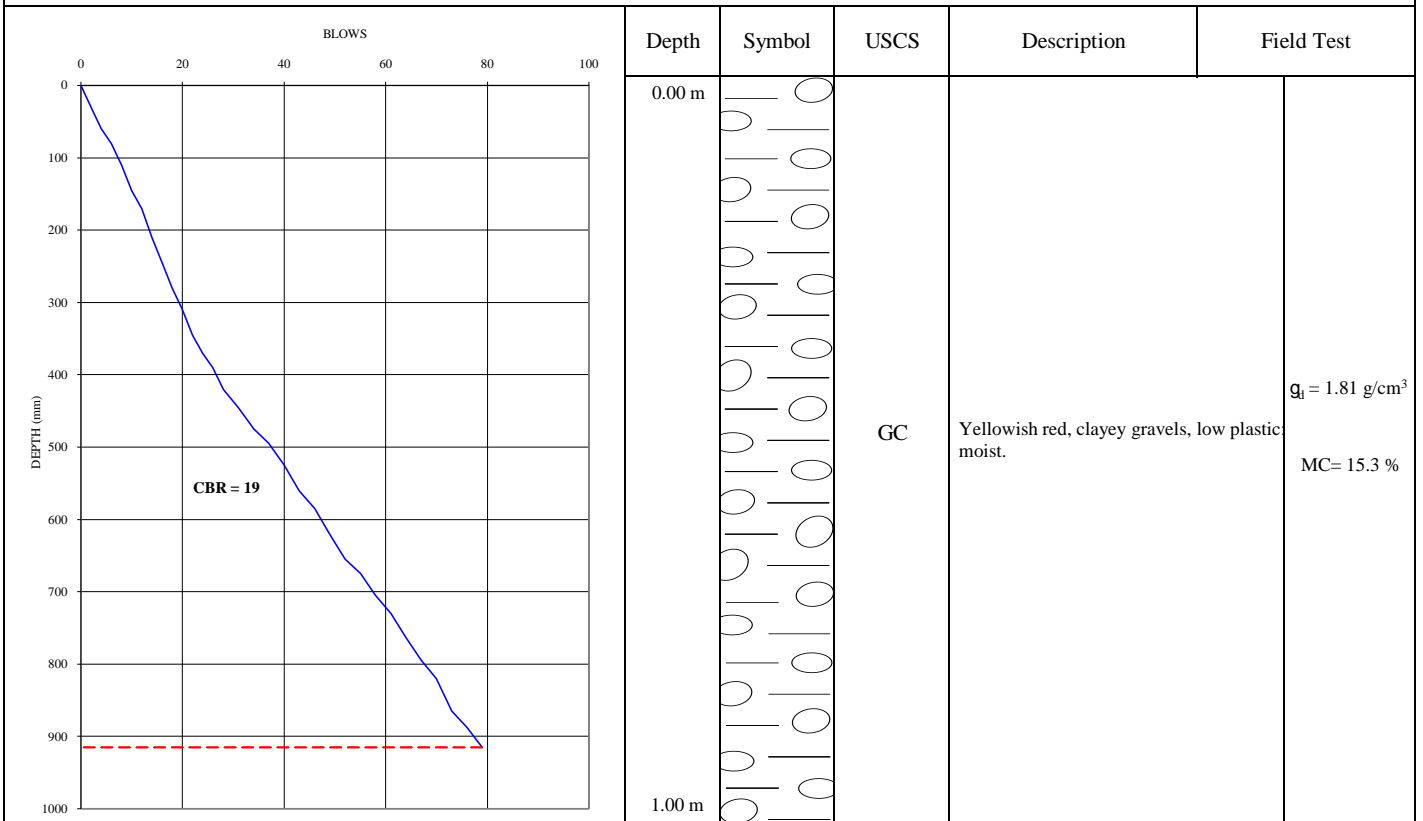 BLOWS
0 20 40 60 80 100
0
100
200
300
400
500
600
700
800
900
1000
DEPTH (mm)
CBR = 19
Depth Symbol USCS Description Field Test
0.00 m
1.00 m
GC
Yellowish red, clayey gravels, low plastic;
moist.
gd = 1.81 g/cm³
MC= 15.3 %